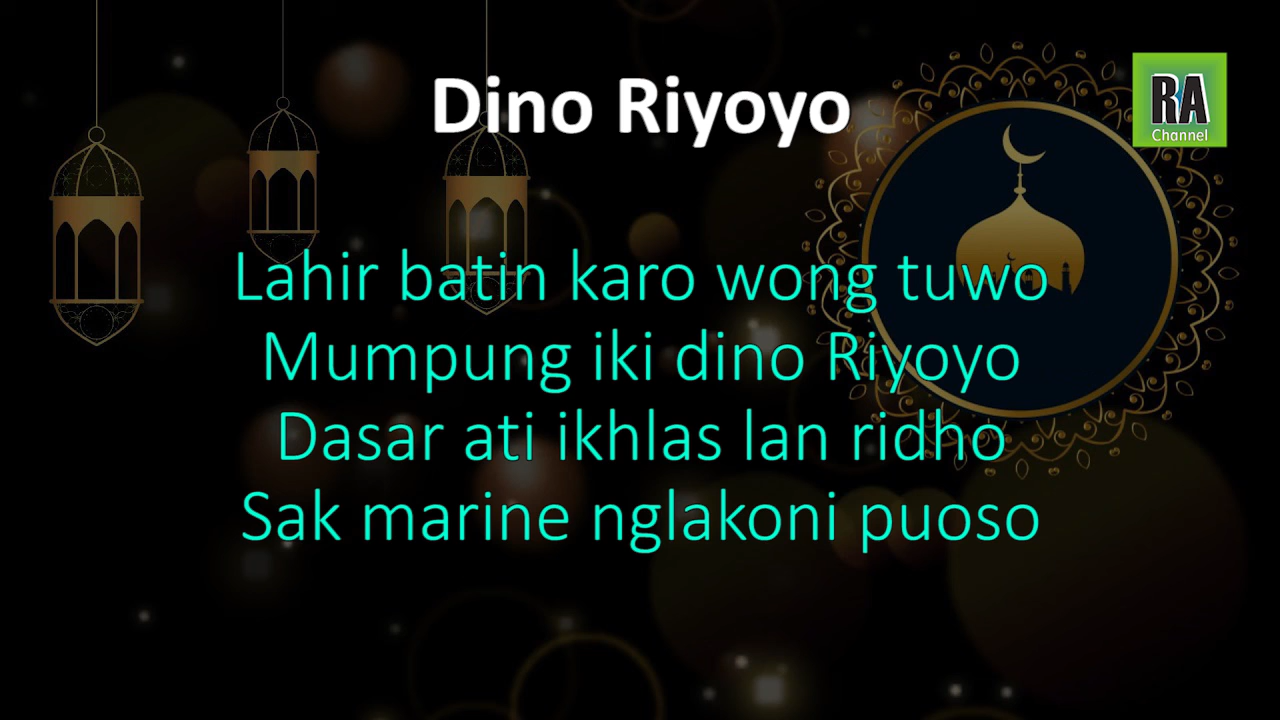 Dino Riyoyo
RA
Channel
Lahir batin karo wong tuwo
Mumpung iki dino Riyoyo
Dasar ati ikhlas lan ridho
Sak marine nglakoni puoso